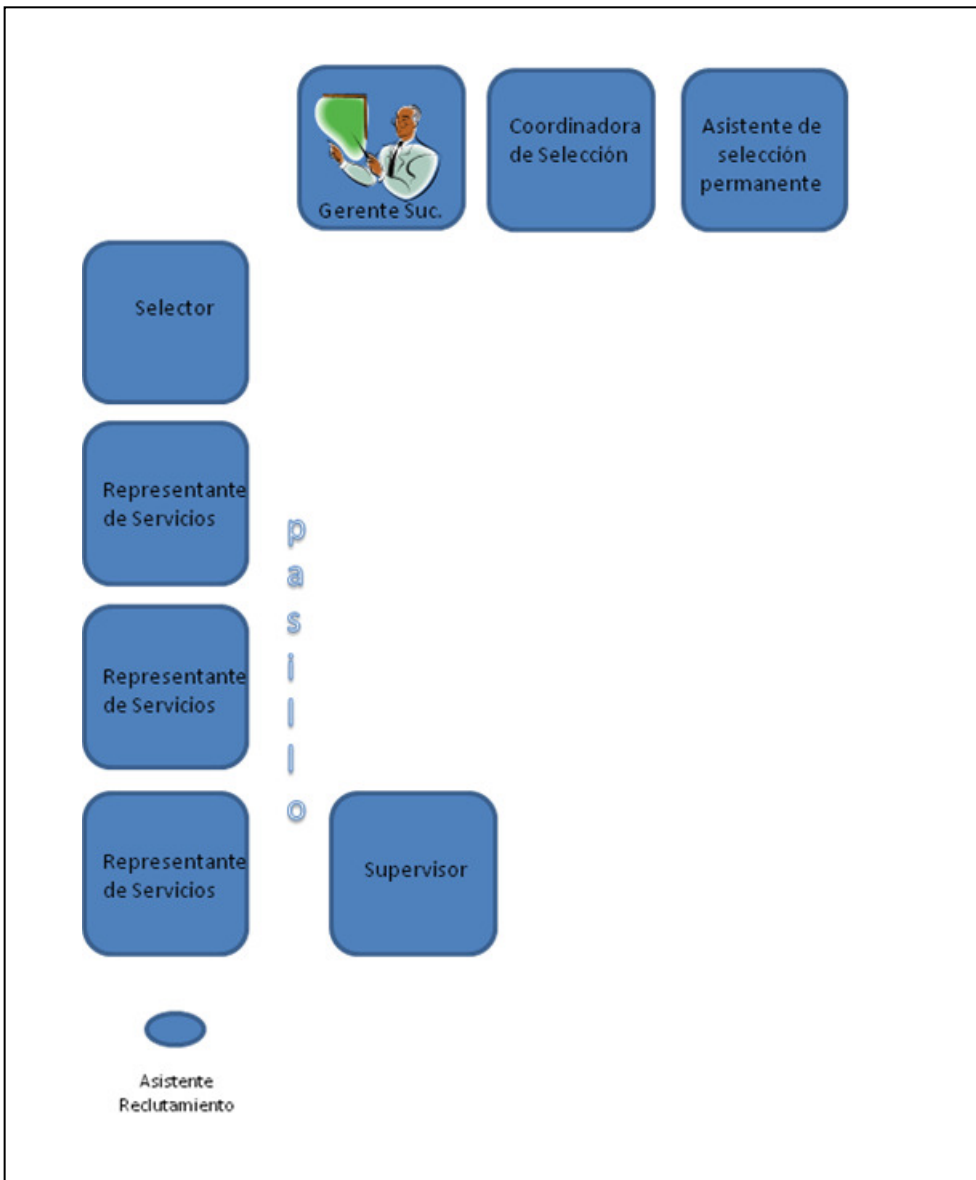 Gerente Suc.
Coordinadora
de Selección
Asistente de
selección
permanente
Selector
Representante
de Servicios
pasillo
Representante
de Servicios
Representante
de Servicios
Supervisor
Asistente
Reclutamiento